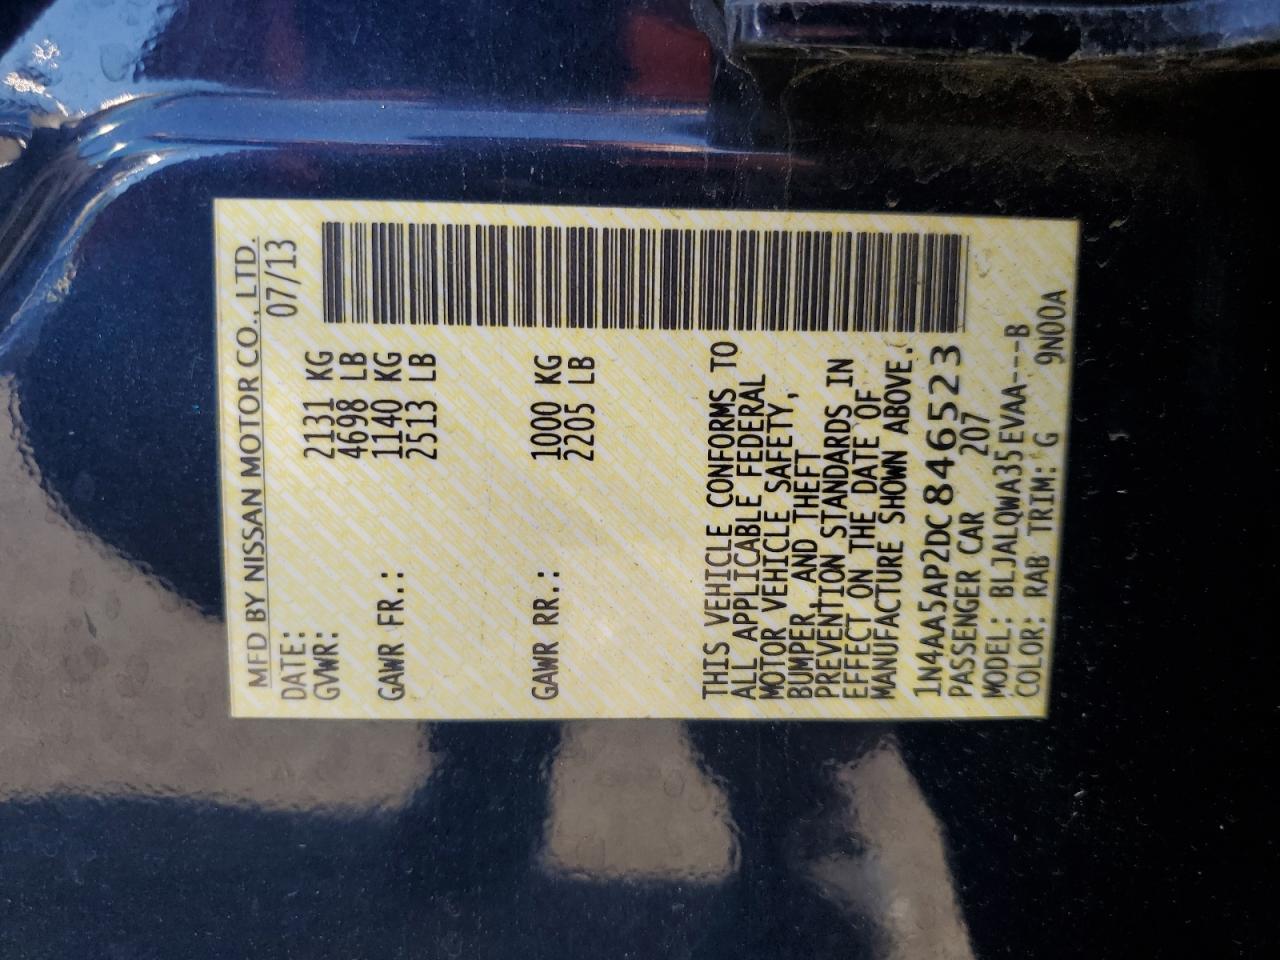 MFD BY NISSAN MOTOR CO., LTD.
DATE: 07/13
GVWR: 2131 KG
4698 LB
GAWR FR.: 1140 KG
2513 LB
GAWR RR.: 1000 KG
2205 LB
THIS VEHICLE CONFORMS TO
ALL APPLICABLE FEDERAL
MOTOR VEHICLE SAFETY,
BUMPER, AND THEFT
PREVENTION STANDARDS IN
EFFECT ON THE DATE OF
MANUFACTURE SHOWN ABOVE.
1N4AA5AP2DC846523
PASSENGER CAR 207
MODEL: BLJALQWA35EVAA---B
COLOR: RAB TRIM: G 9N00A